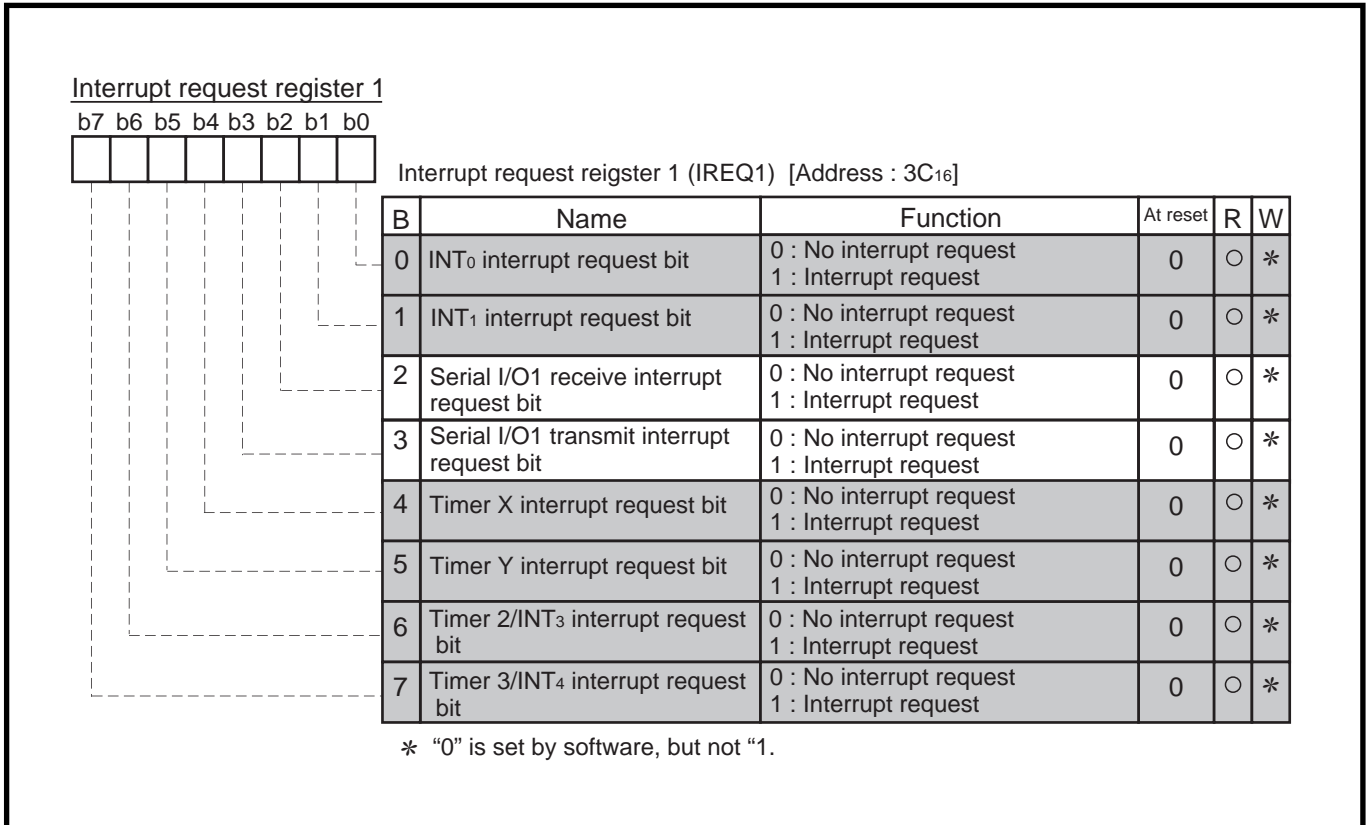 Interrupt request register 1
b7 b6 b5 b4 b3 b2 b1 b0
Interrupt request reigster 1 (IREQ1) [Address : 3C16]
B Name Function At reset R W
0 INT0 interrupt request bit 0 : No interrupt request 0 ○ *
1 : Interrupt request
1 INT1 interrupt request bit 0 : No interrupt request 0 ○ *
1 : Interrupt request
2 Serial I/O1 receive interrupt 0 : No interrupt request 0 ○ *
request bit 1 : Interrupt request
3 Serial I/O1 transmit interrupt 0 : No interrupt request 0 ○ *
request bit 1 : Interrupt request
4 Timer X interrupt request bit 0 : No interrupt request 0 ○ *
1 : Interrupt request
5 Timer Y interrupt request bit 0 : No interrupt request 0 ○ *
1 : Interrupt request
6 Timer 2/INT3 interrupt request 0 : No interrupt request 0 ○ *
bit 1 : Interrupt request
7 Timer 3/INT4 interrupt request 0 : No interrupt request 0 ○ *
bit 1 : Interrupt request
* “0” is set by software, but not “1.